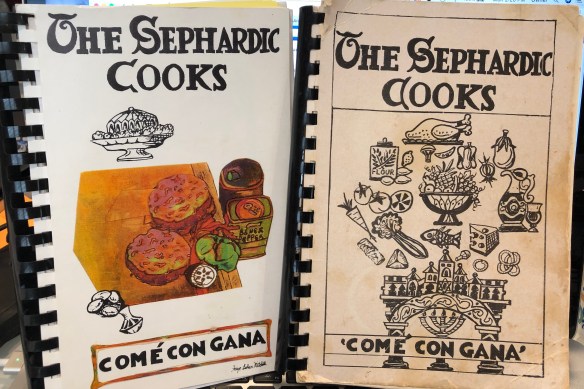 THE SEPHARDIC
COOKS
COMÉ CON GANA
THE SEPHARDIC
COOKS
FLOUR
'COMÉ CON GANA'